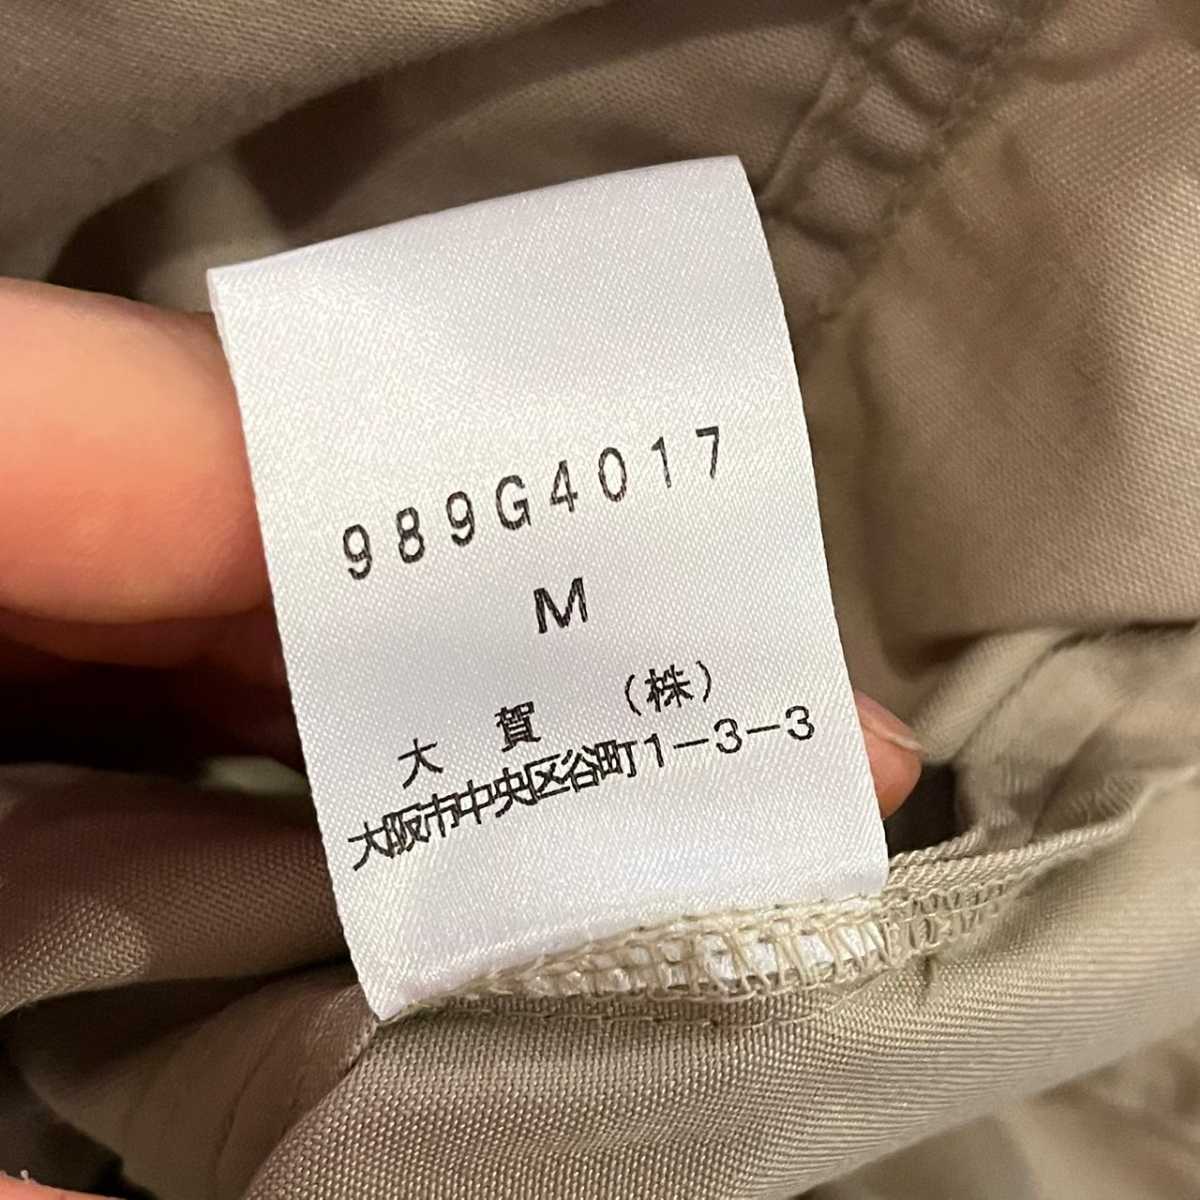 989G4017
M
大 賀 （株）
大阪市中央区谷町1-3-3